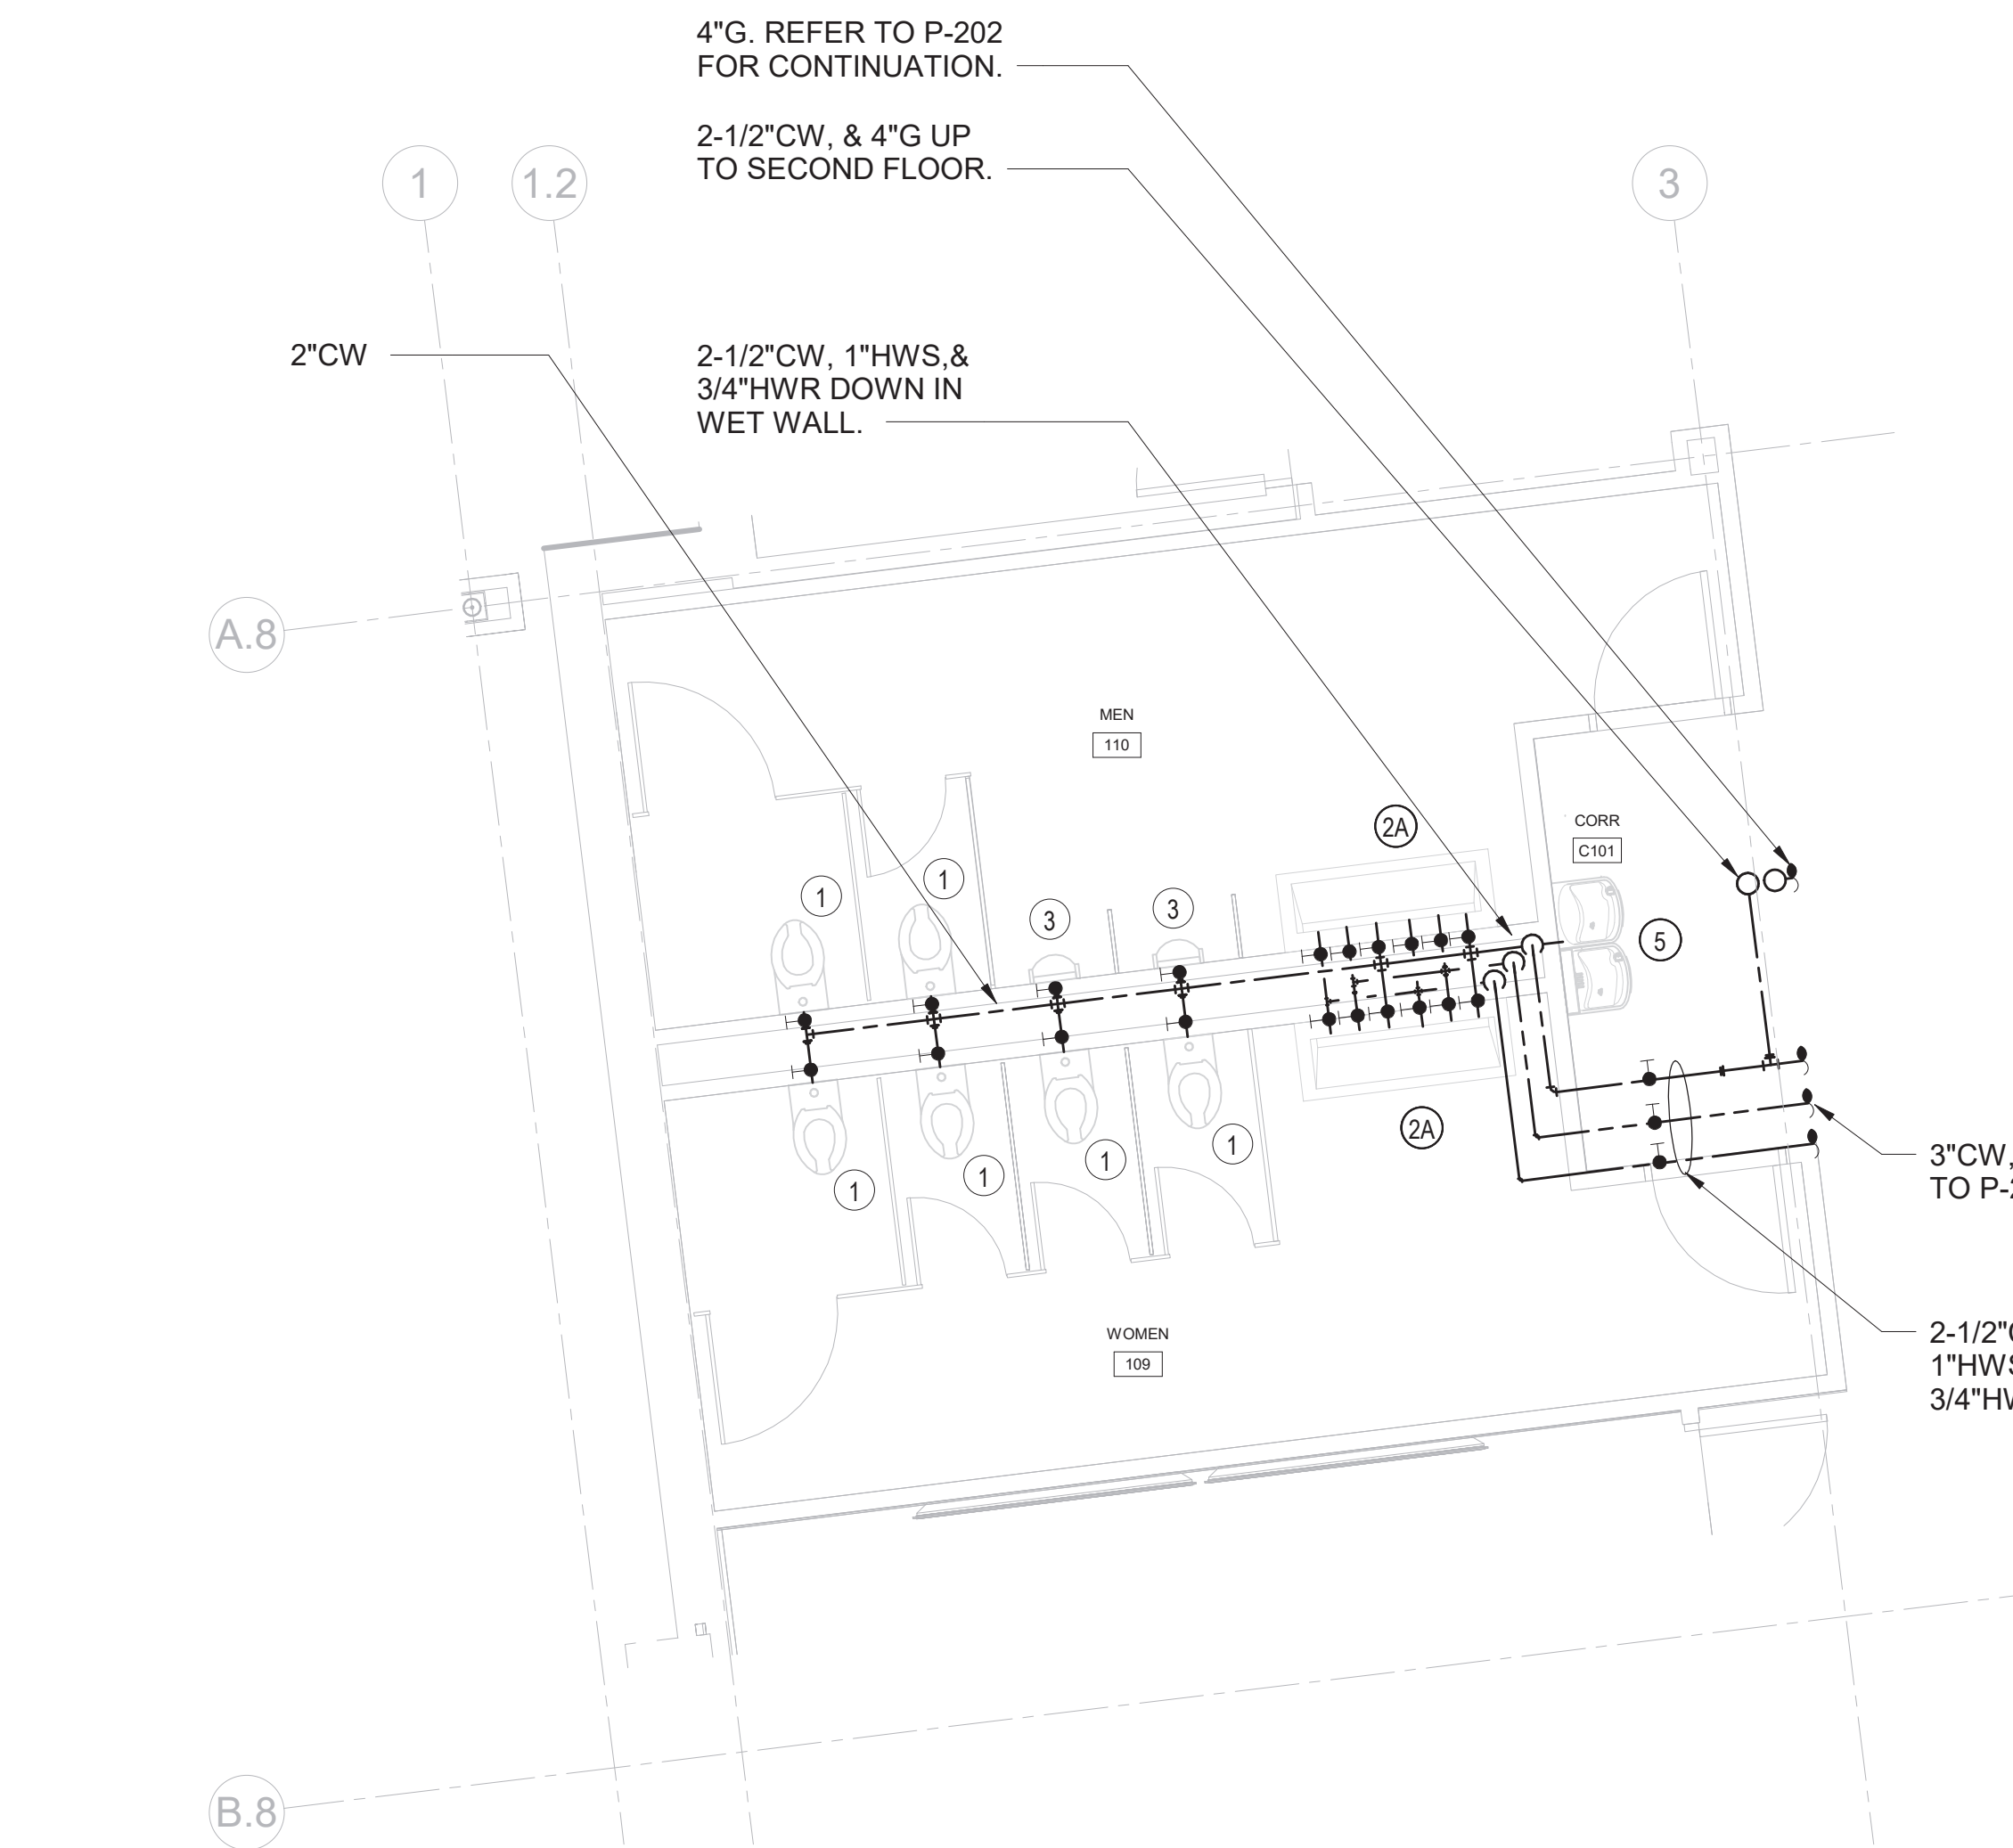 4"G. REFER TO P-202
FOR CONTINUATION.
2-1/2"CW, & 4"G UP
TO SECOND FLOOR.
1
1.2
3
2"CW
2-1/2"CW, 1"HWS,&
3/4"HWR DOWN IN
WET WALL.
A.8
MEN
110
2A
CORR
C101
1
1
3
3
5
2A
1
1
1
1
3"CW,
TO P-
2-1/2"
1"HWS
3/4"HW
WOMEN
109
B.8